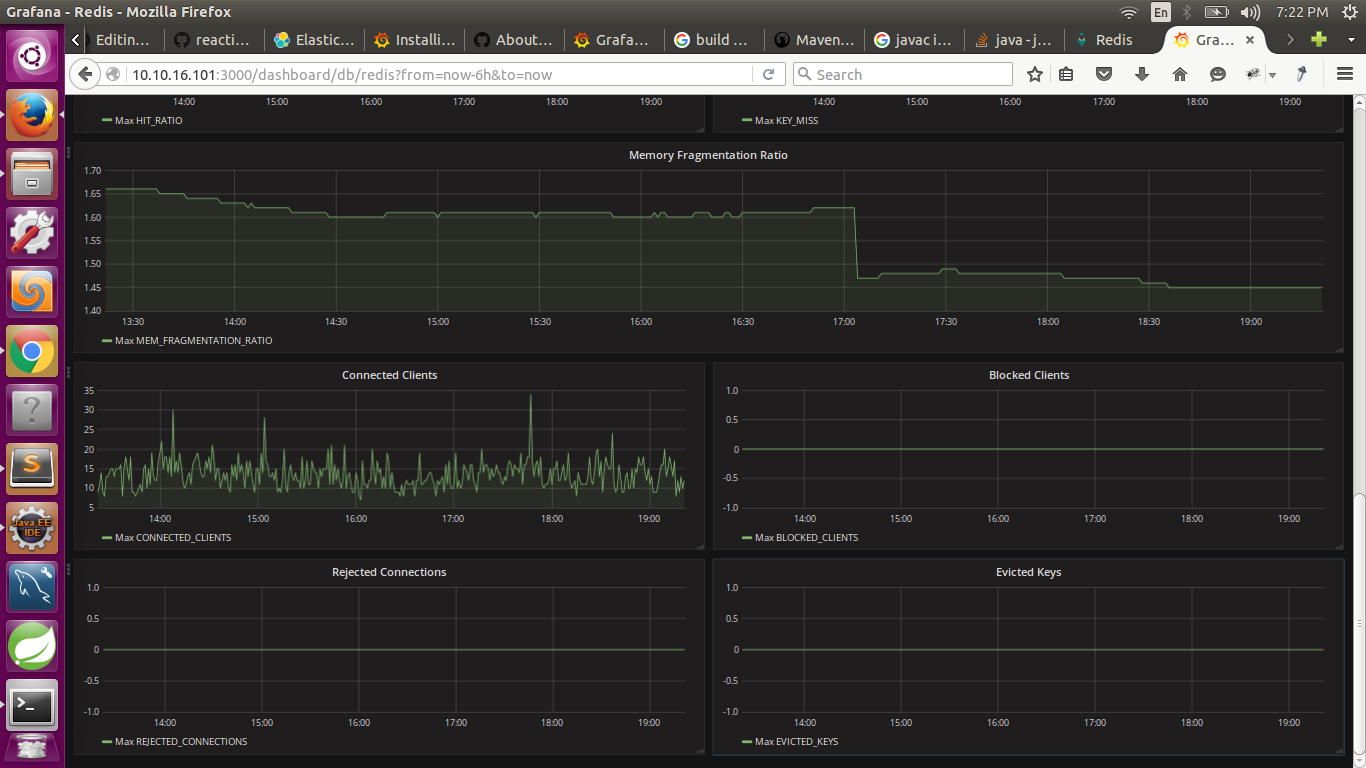 Grafana - Redis - Mozilla Firefox
En
7:22 PM
Editin...
reacti...
Elastic...
Installi...
About...
Grafa...
build ...
Maven...
javac i...
java - j...
Redis
Gra...
10.10.16.101:3000/dashboard/db/redis?from=now-6h&to=now
Search
14:00 15:00 16:00 17:00 18:00 19:00
Max HIT_RATIO
14:00 15:00 16:00 17:00 18:00 19:00
Max KEY_MISS
Memory Fragmentation Ratio
1.70
1.65
1.60
1.55
1.50
1.45
1.40
13:30 14:00 14:30 15:00 15:30 16:00 16:30 17:00 17:30 18:00 18:30 19:00
Max MEM_FRAGMENTATION_RATIO
Connected Clients
35
30
25
20
15
10
5
14:00 15:00 16:00 17:00 18:00 19:00
Max CONNECTED_CLIENTS
Blocked Clients
1.0
0.5
0
-0.5
-1.0
14:00 15:00 16:00 17:00 18:00 19:00
Max BLOCKED_CLIENTS
Rejected Connections
1.0
0.5
0
-0.5
-1.0
14:00 15:00 16:00 17:00 18:00 19:00
Max REJECTED_CONNECTIONS
Evicted Keys
1.0
0.5
0
-0.5
-1.0
14:00 15:00 16:00 17:00 18:00 19:00
Max EVICTED_KEYS
S
Java EE
IDE